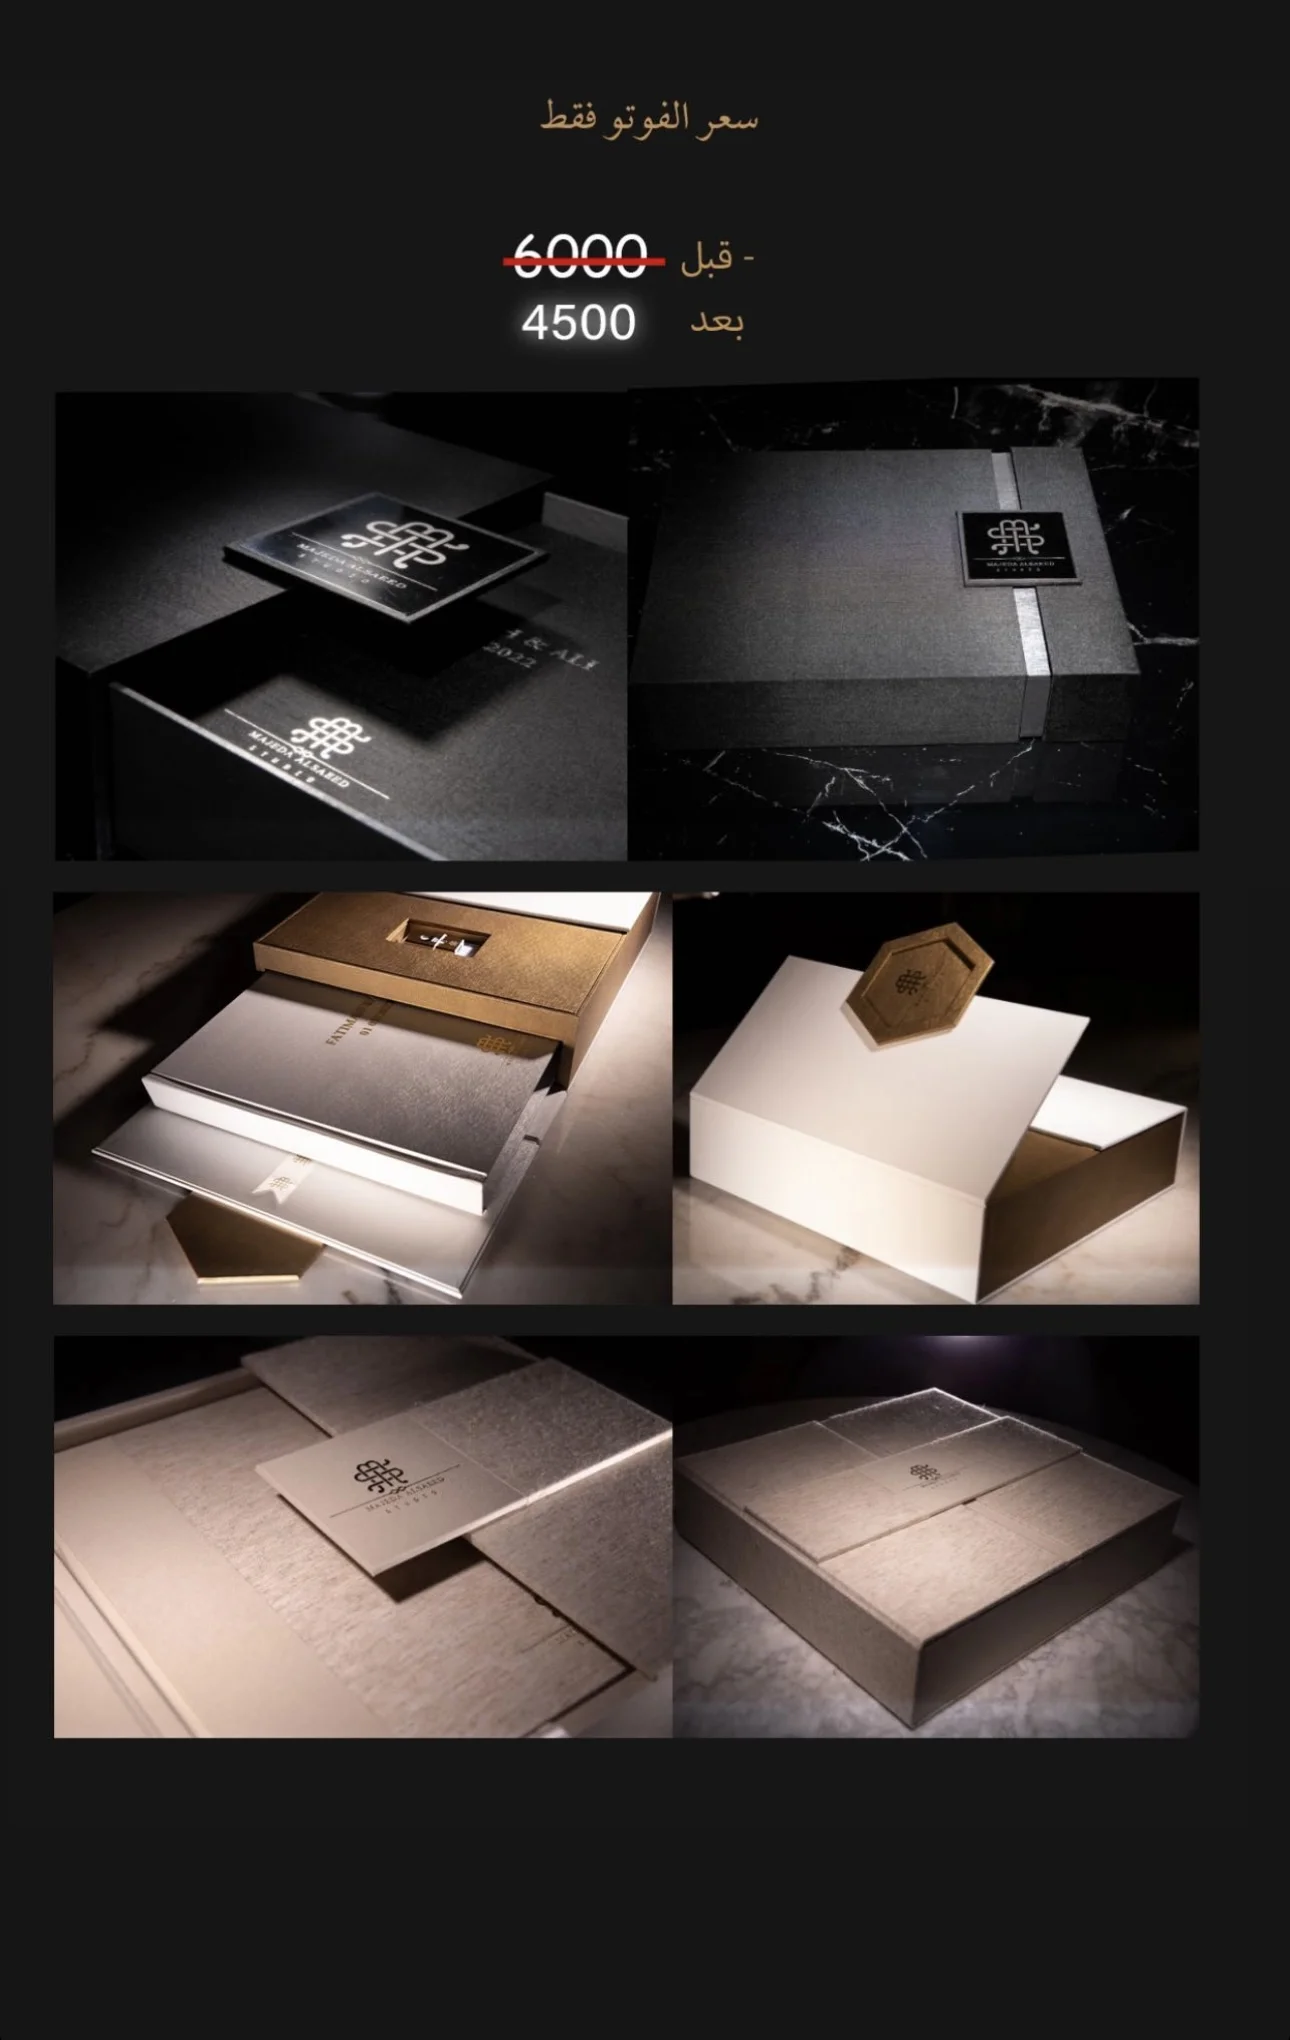 سعر الفوتو فقط
- قبل 6000
بعد 4500
MAJEDA ALSAEED
STUDIO
& ALI
2022
MAJEDA ALSAEED
STUDIO
MAJEDA ALSAEED
STUDIO
FATIMA
01
MAJEDA ALSAEED
STUDIO